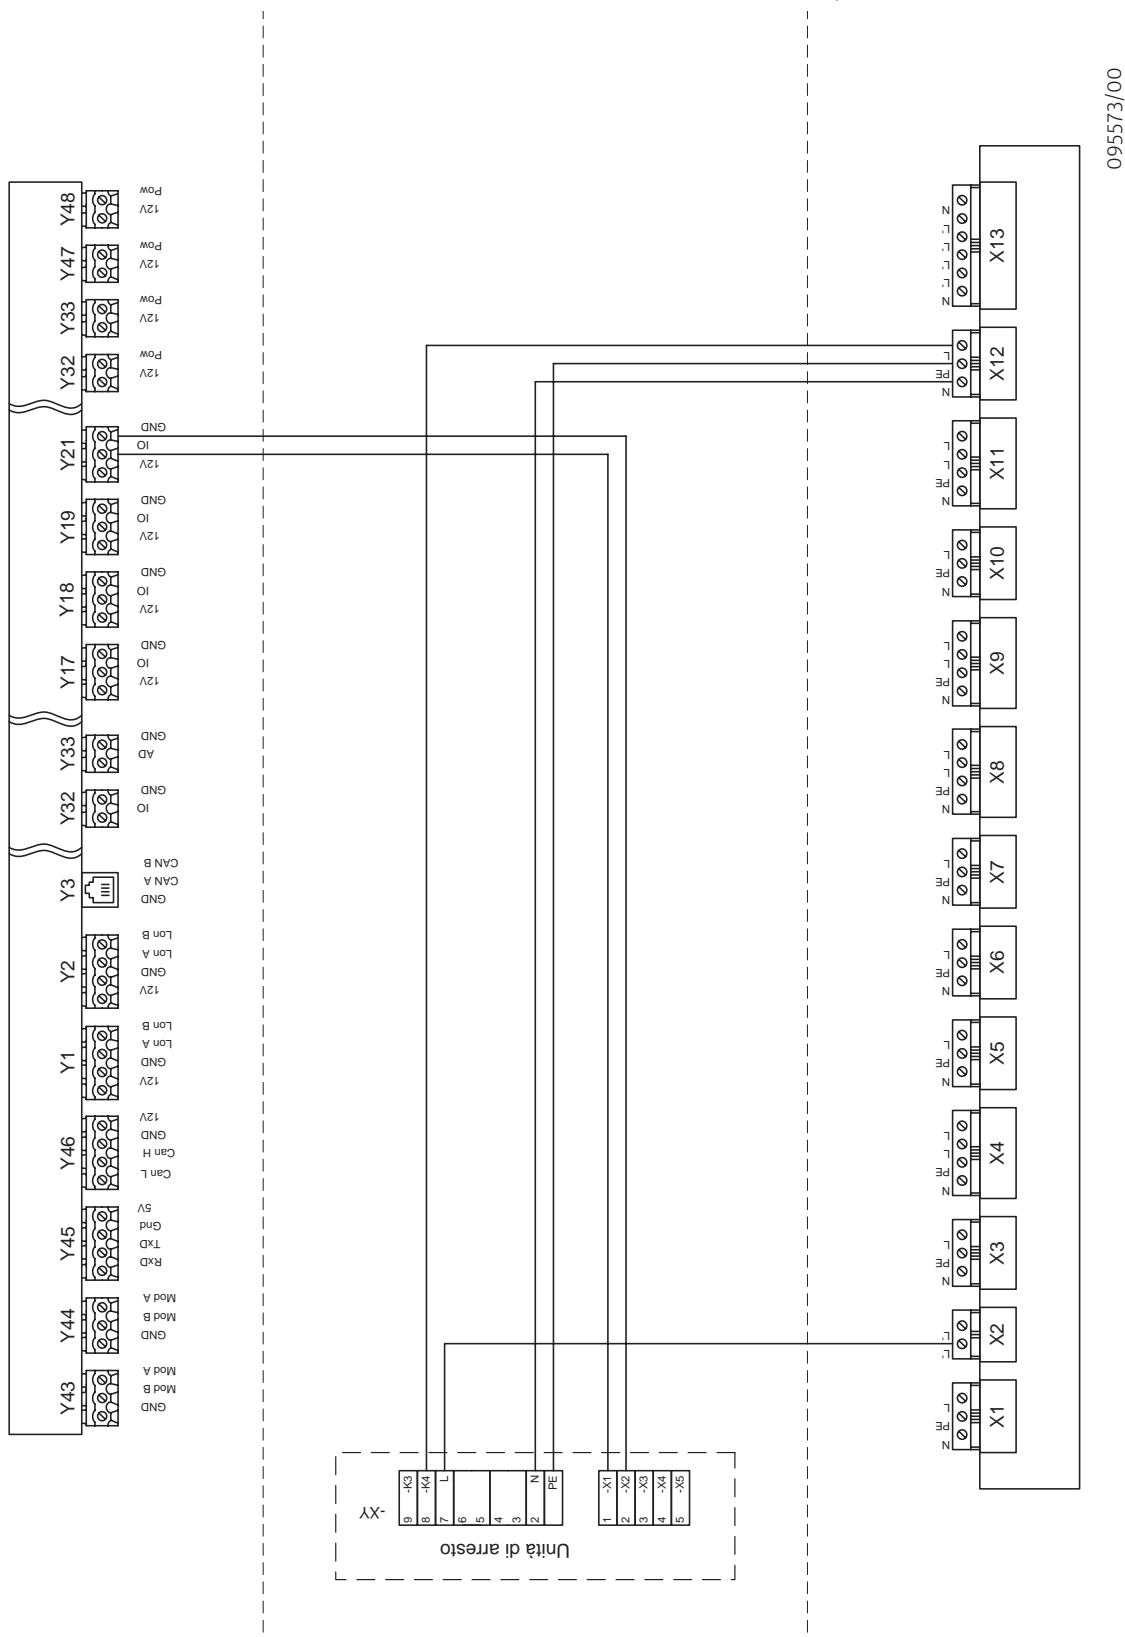 095573/00
Y48
Pow
12V
Y47
Pow
12V
Y33
Pow
12V
Y32
Pow
12V
Y21
GND
IO
12V
Y19
GND
IO
12V
Y18
GND
IO
12V
Y17
GND
IO
12V
Y33
GND
AD
Y32
GND
IO
Y3
CAN B
CAN A
GND
Y2
Lon B
Lon A
GND
12V
Y1
Lon B
Lon A
GND
12V
Y46
12V
GND
Can H
Can L
Y45
5V
Gnd
TxD
RxD
Y44
Mod A
Mod B
GND
Y43
Mod A
Mod B
GND
-XY
9 -K3
8 -K4
7 L
6
5
4
3
2 N
PE
1 -X1
2 -X2
3 -X3
4 -X4
5 -X5
Unità di arresto
X13
N
L'
L'
L'
L'
N
X12
L
PE
N
X11
L
L
PE
N
X10
L
PE
N
X9
L
L
PE
N
X8
L
L
PE
N
X7
L
PE
N
X6
L
PE
N
X5
L
PE
N
X4
L
L
PE
N
X3
L
PE
N
X2
L'
L'
X1
L
PE
N